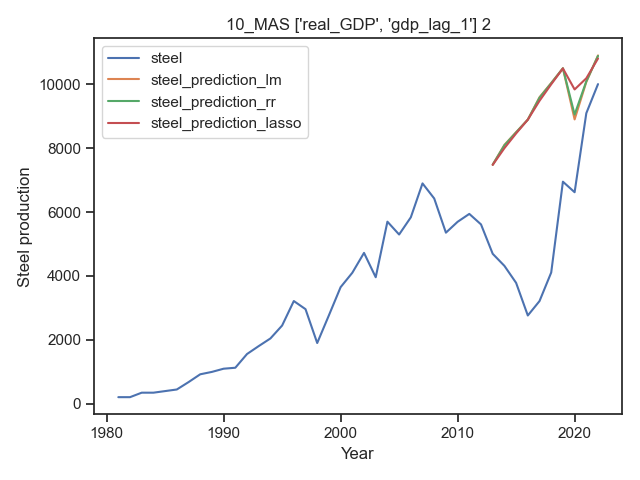 10_MAS ['real_GDP', 'gdp_lag_1'] 2
steel
steel_prediction_lm
steel_prediction_rr
steel_prediction_lasso
Steel production
10000
8000
6000
4000
2000
0
1980
1990
2000
2010
2020
Year